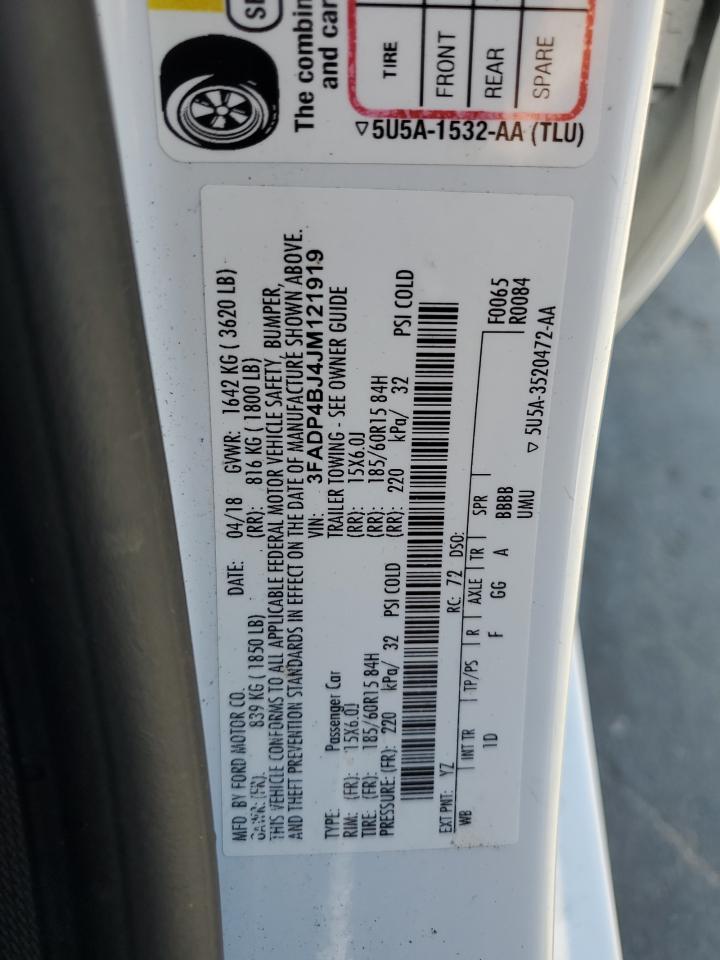 SE
The combin
and car
TIRE
FRONT
REAR
SPARE
▽5U5A-1532-AA (TLU)
MFD BY FORD MOTOR CO. DATE: 04/18 GVWR: 1642 KG ( 3620 LB)
GAWR: (FR): 839 KG ( 1850 LB) (RR): 816 KG ( 1800 LB)
THIS VEHICLE CONFORMS TO ALL APPLICABLE FEDERAL MOTOR VEHICLE SAFETY, BUMPER,
AND THEFT PREVENTION STANDARDS IN EFFECT ON THE DATE OF MANUFACTURE SHOWN ABOVE.
VIN: 3FADP4BJ4JM121919
TYPE: Passenger Car TRAILER TOWING - SEE OWNER GUIDE
RIM: (FR): 15X6.0J (RR): 15X6.0J
TIRE: (FR): 185/60R15 84H (RR): 185/60R15 84H
PRESSURE: (FR): 220 kPa/ 32 PSI COLD (RR): 220 kPa/ 32 PSI COLD
EXT PNT: YZ RC: 72 DSO: F0065
WB INT TR TP/PS R AXLE TR SPR R0084
1D F GG A BBBB
UMU ▽ 5U5A-3520472-AA